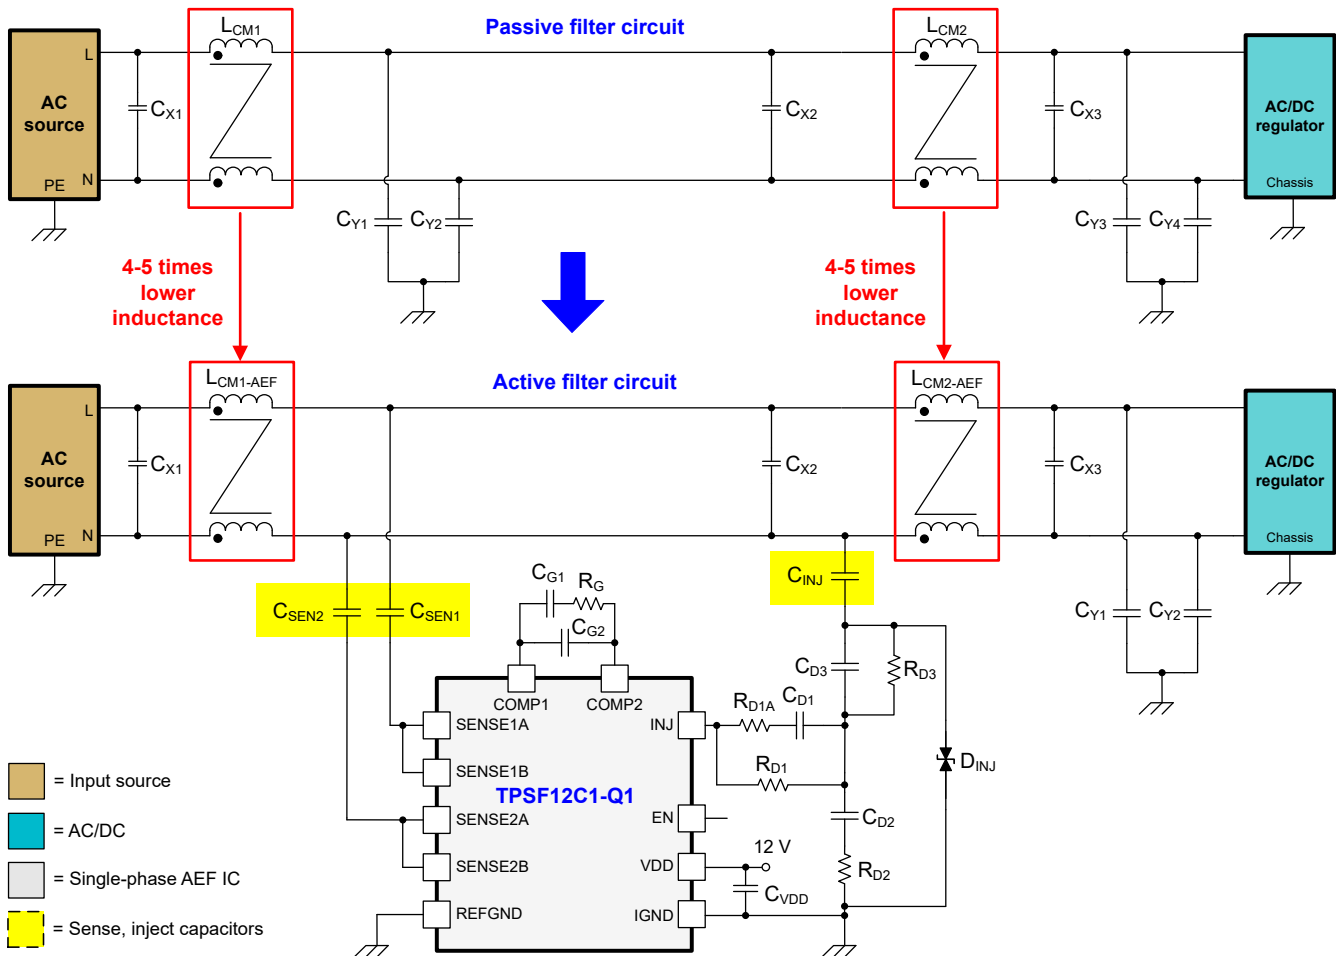 Passive filter circuit
AC
source
L
N
PE
CX1
LCM1
CY1
CY2
CX2
LCM2
CX3
CY3
CY4
AC/DC
regulator
Chassis
4-5 times
lower
inductance
4-5 times
lower
inductance
Active filter circuit
AC
source
L
N
PE
CX1
LCM1-AEF
CX2
LCM2-AEF
CX3
CY1
CY2
AC/DC
regulator
Chassis
CSEN2
CSEN1
CG1
RG
CG2
CINJ
CD3
RD3
RD1A
CD1
RD1
CD2
RD2
DINJ
12 V
CVDD
COMP1
COMP2
SENSE1A
SENSE1B
SENSE2A
SENSE2B
REFGND
INJ
EN
VDD
IGND
TPSF12C1-Q1
= Input source
= AC/DC
= Single-phase AEF IC
= Sense, inject capacitors